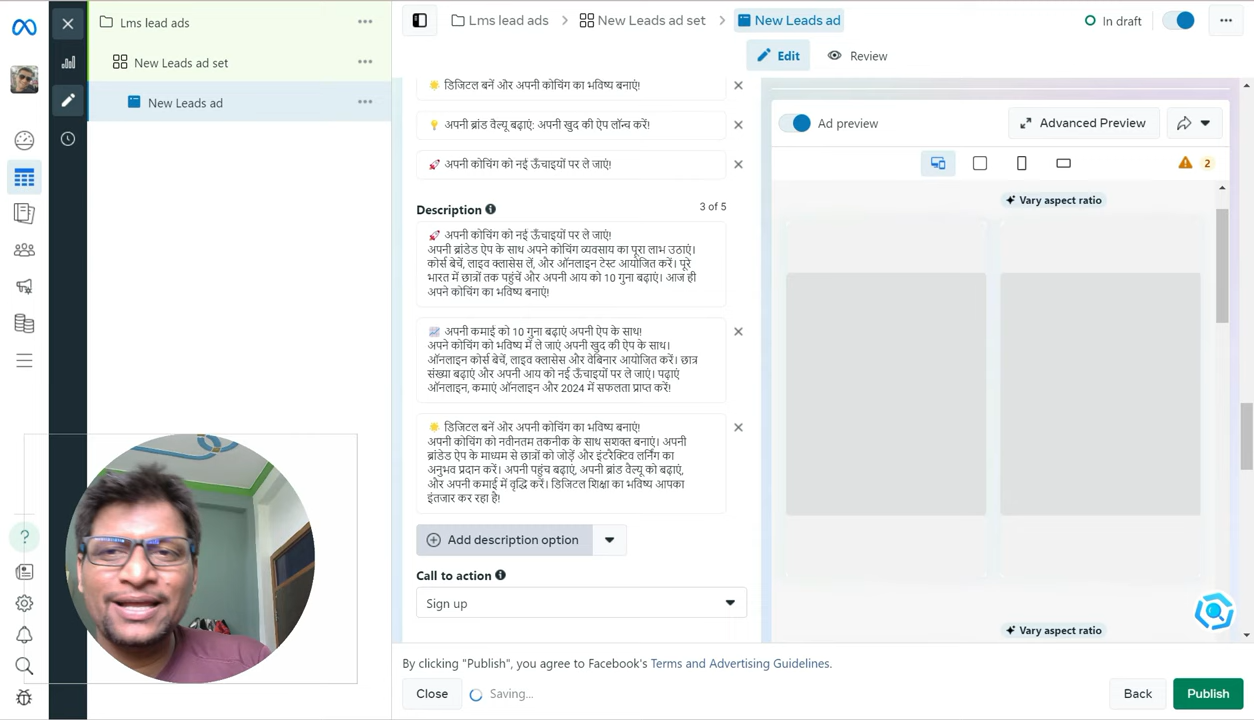 Lms lead ads
New Leads ad set
New Leads ad
Lms lead ads
New Leads ad set
New Leads ad
In draft
Edit
Review
🌟 डिजिटल बनें और अपनी कोचिंग का भविष्य बनाएं!
💡 अपनी ब्रांड वैल्यू बढ़ाएं: अपनी खुद की ऐप लॉन्च करें!
🚀 अपनी कोचिंग को नई ऊँचाइयों पर ले जाएं!
Description
3 of 5
🚀 अपनी कोचिंग को नई ऊँचाइयों पर ले जाएं!
अपनी ब्रांडेड ऐप के साथ अपने कोचिंग व्यवसाय का पूरा लाभ उठाएं।
कोर्स बेचें, लाइव क्लासेस लें, और ऑनलाइन टेस्ट आयोजित करें। पूरे
भारत में छात्रों तक पहुंचें और अपनी आय को 10 गुना बढ़ाएं। आज ही
अपने कोचिंग का भविष्य बनाएं!
📈 अपनी कमाई को 10 गुना बढ़ाएं अपनी ऐप के साथ!
अपने कोचिंग को भविष्य में ले जाएं अपनी खुद की ऐप के साथ।
ऑनलाइन कोर्स बेचें, लाइव क्लासेस और वेबिनार आयोजित करें। छात्र
संख्या बढ़ाएं और अपनी आय को नई ऊँचाइयों पर ले जाएं। पढ़ाएं
ऑनलाइन, कमाएं ऑनलाइन और 2024 में सफलता प्राप्त करें!
🌟 डिजिटल बनें और अपनी कोचिंग का भविष्य बनाएं!
अपनी कोचिंग को नवीनतम तकनीक के साथ सशक्त बनाएं। अपनी
ब्रांडेड ऐप के माध्यम से छात्रों को जोड़ें और इंटरैक्टिव लर्निंग का
अनुभव प्रदान करें। अपनी पहुंच बढ़ाएं, अपनी ब्रांड वैल्यू को बढ़ाएं,
और अपनी कमाई में वृद्धि करें। डिजिटल शिक्षा का भविष्य आपका
इंतजार कर रहा है!
Add description option
Call to action
Sign up
Ad preview
Advanced Preview
2
Vary aspect ratio
Vary aspect ratio
By clicking "Publish", you agree to Facebook's Terms and Advertising Guidelines.
Close
Saving...
Back
Publish